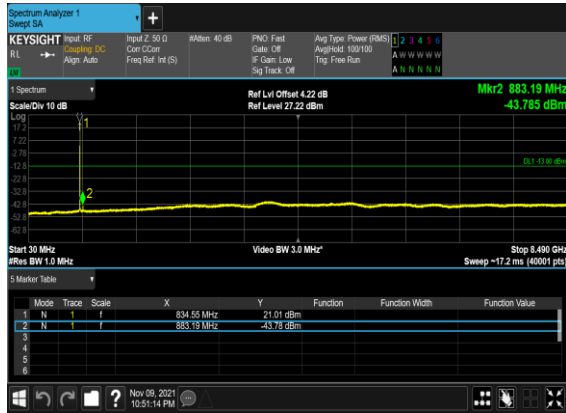 Spectrum Analyzer 1
Swept SA
+
KEYSIGHT Input: RF Input Z: 50 Ω #Atten: 40 dB PNO: Fast Avg Type: Power (RMS) 1 2 3 4 5 6
RL Coupling: DC Corr CCorr Gate: Off Avg|Hold: 100/100 A W W W W W
Align: Auto Freq Ref: Int (S) IF Gain: Low Trig: Free Run
LW Sig Track: Off A N N N N N
1 Spectrum Ref Lvl Offset 4.22 dB Mkr2 883.19 MHz
Scale/Div 10 dB Ref Level 27.22 dBm -43.785 dBm
Log
17.2
1
7.22
-2.78
-12.8
DL1 -13.00 dBm
-22.8
-32.8
2
-42.8
-52.8
-62.8
Start 30 MHz Video BW 3.0 MHz* Stop 8.490 GHz
#Res BW 1.0 MHz Sweep ~17.2 ms (40001 pts)
5 Marker Table
Mode Trace Scale X Y Function Function Width Function Value
1 N 1 f 834.55 MHz 21.01 dBm
2 N 1 f 883.19 MHz -43.78 dBm
3
4
5
6
? Nov 09, 2021
10:51:14 PM